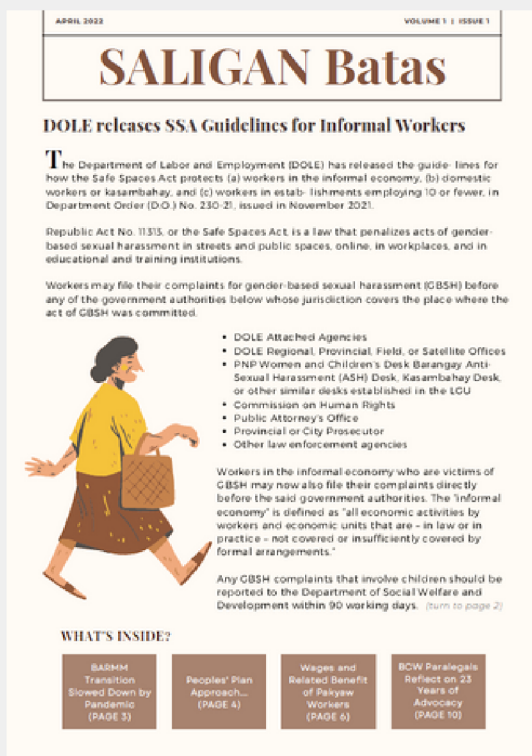 APRIL 2022
VOLUME 1 | ISSUE 1
SALIGAN Batas
DOLE releases SSA Guidelines for Informal Workers
The Department of Labor and Employment (DOLE) has released the guide- lines for
how the Safe Spaces Act protects (a) workers in the informal economy, (b) domestic
workers or kasambahay, and (c) workers in estab- lishments employing 10 or fewer, in
Department Order (D.O.) No. 230-21, issued in November 2021.
Republic Act No. 11313, or the Safe Spaces Act, is a law that penalizes acts of gender-
based sexual harassment in streets and public spaces, online, in workplaces, and in
educational and training institutions.
Workers may file their complaints for gender-based sexual harassment (GBSH) before
any of the government authorities below whose jurisdiction covers the place where the
act of GBSH was committed.
• DOLE Attached Agencies
• DOLE Regional, Provincial, Field, or Satellite Offices
• PNP Women and Children's Desk Barangay Anti-
Sexual Harassment (ASH) Desk, Kasambahay Desk,
or other similar desks established in the LGU
• Commission on Human Rights
• Public Attorney's Office
• Provincial or City Prosecutor
• Other law enforcement agencies
Workers in the informal economy who are victims of
GBSH may now also file their complaints directly
before the said government authorities. The "informal
economy" is defined as "all economic activities by
workers and economic units that are – in law or in
practice – not covered or insufficiently covered by
formal arrangements."
Any GBSH complaints that involve children should be
reported to the Department of Social Welfare and
Development within 90 working days. (turn to page 2)
WHAT'S INSIDE?
BARMM
Transition
Slowed Down by
Pandemic
(PAGE 3)
Peoples' Plan
Approach....
(PAGE 4)
Wages and
Related Benefit
of Pakyaw
Workers
(PAGE 6)
BCW Paralegals
Reflect on 23
Years of
Advocacy
(PAGE 10)